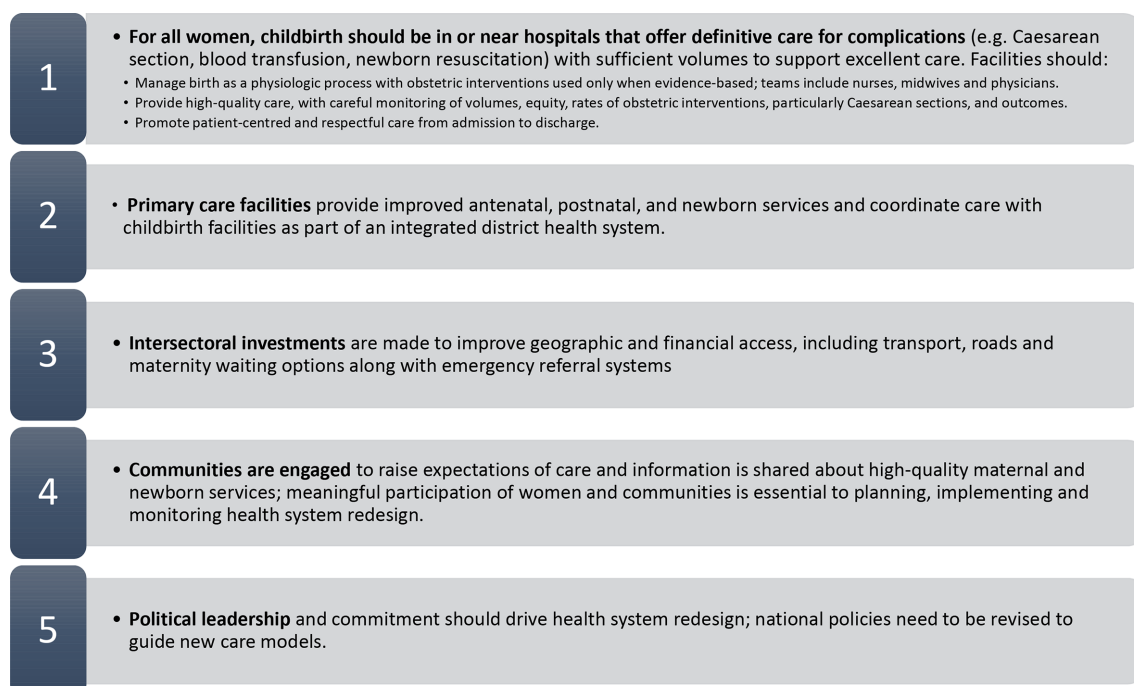 1
• For all women, childbirth should be in or near hospitals that offer definitive care for complications (e.g. Caesarean
section, blood transfusion, newborn resuscitation) with sufficient volumes to support excellent care. Facilities should:
• Manage birth as a physiologic process with obstetric interventions used only when evidence-based; teams include nurses, midwives and physicians.
• Provide high-quality care, with careful monitoring of volumes, equity, rates of obstetric interventions, particularly Caesarean sections, and outcomes.
• Promote patient-centred and respectful care from admission to discharge.
2
• Primary care facilities provide improved antenatal, postnatal, and newborn services and coordinate care with
childbirth facilities as part of an integrated district health system.
3
• Intersectoral investments are made to improve geographic and financial access, including transport, roads and
maternity waiting options along with emergency referral systems
4
• Communities are engaged to raise expectations of care and information is shared about high-quality maternal and
newborn services; meaningful participation of women and communities is essential to planning, implementing and
monitoring health system redesign.
5
• Political leadership and commitment should drive health system redesign; national policies need to be revised to
guide new care models.